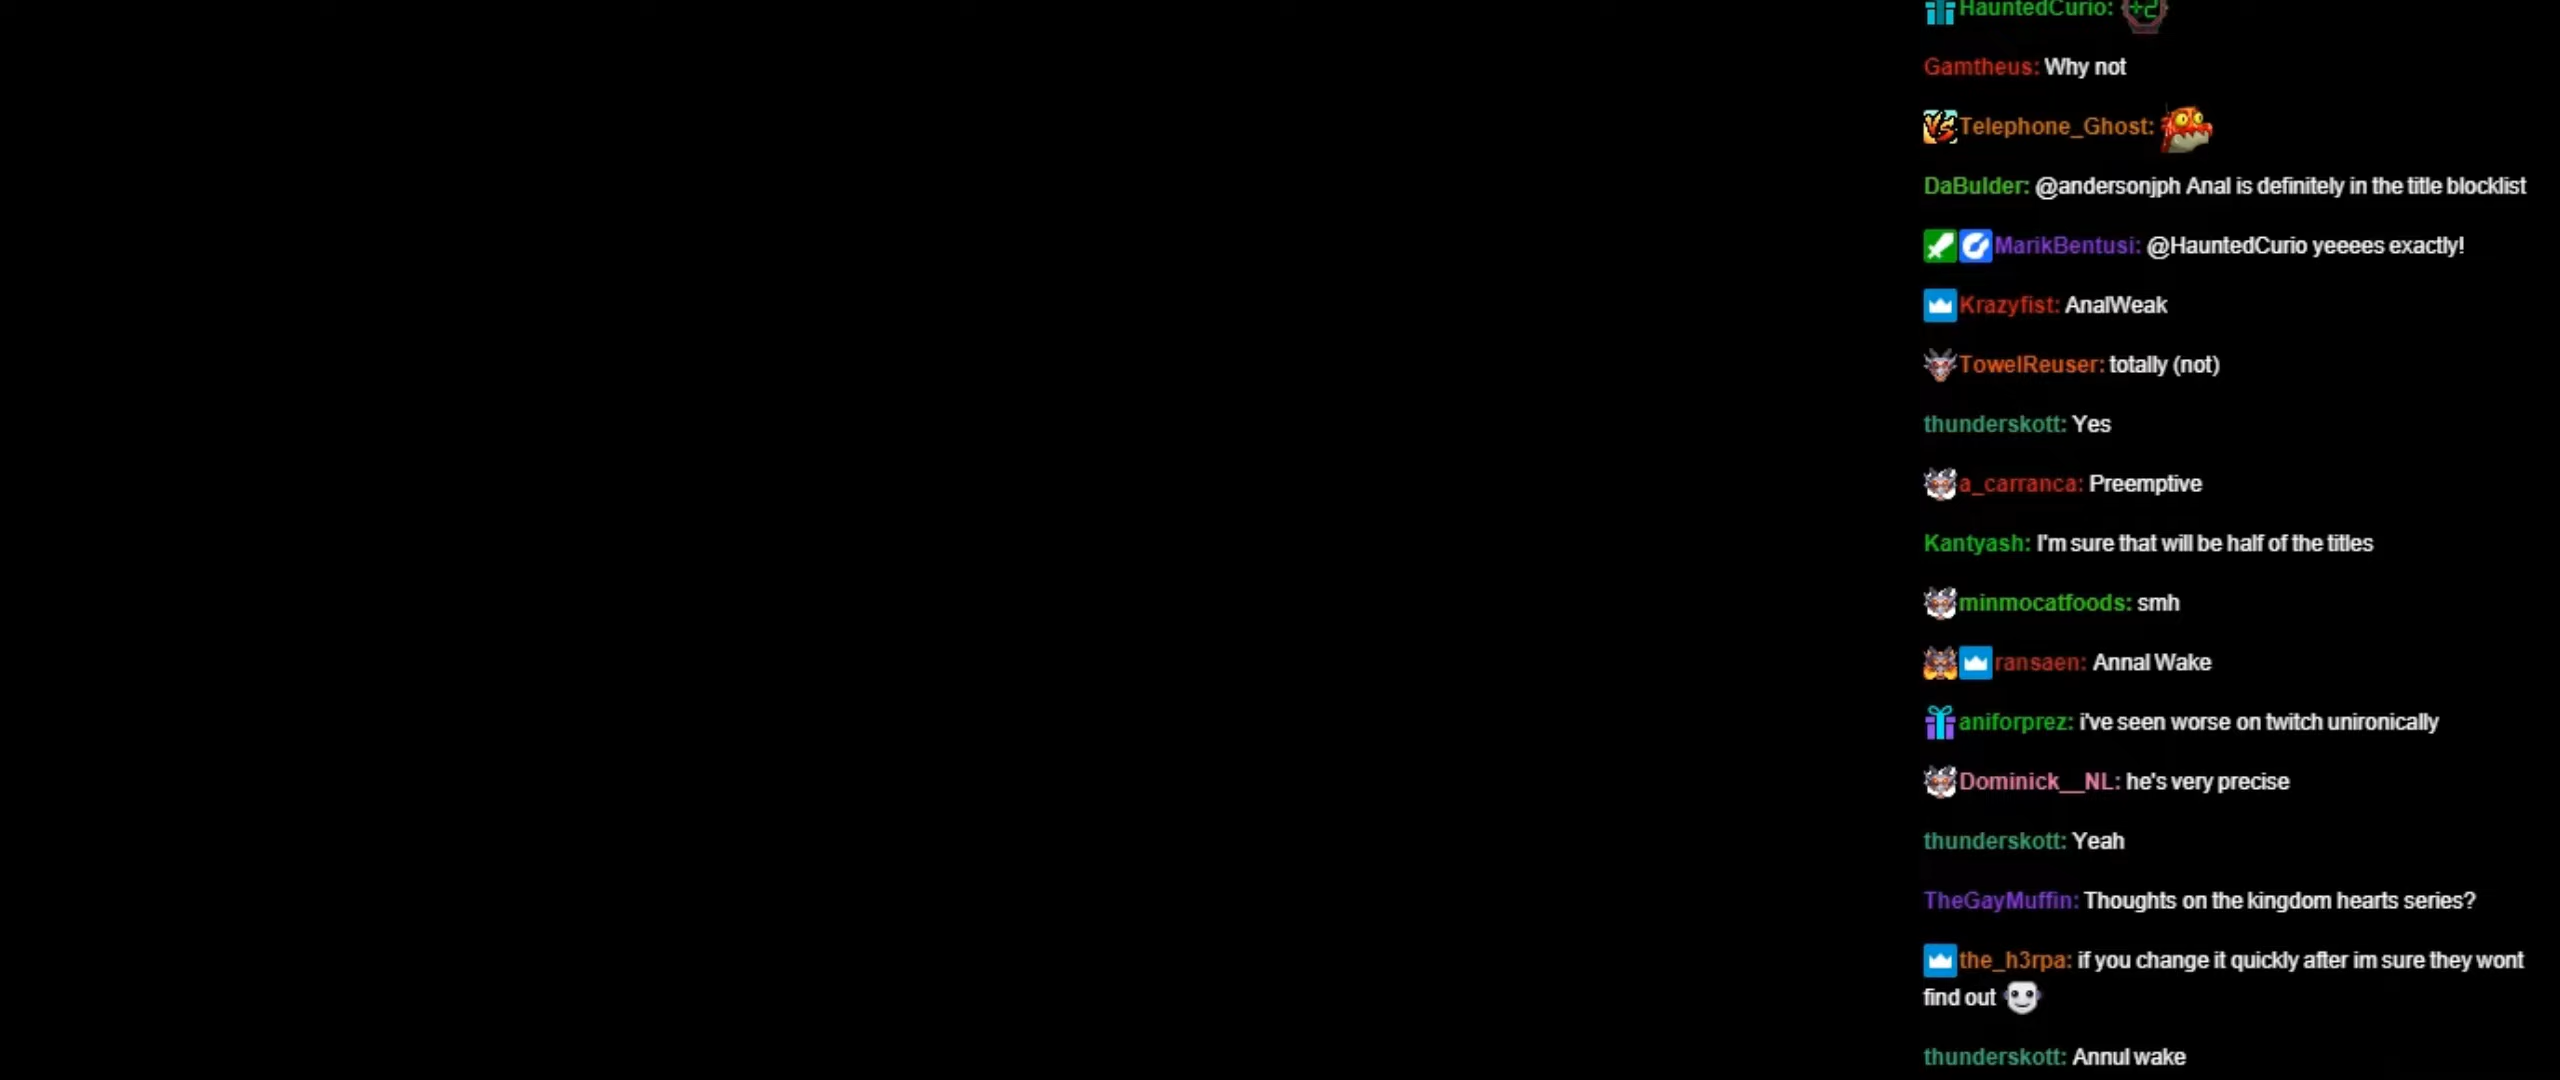 HauntedCurio: +2
Gamtheus: Why not
Telephone_Ghost:
DaBulder: @andersonjph Anal is definitely in the title blocklist
MarikBentusi: @HauntedCurio yeeees exactly!
Krazyfist: AnalWeak
TowelReuser: totally (not)
thunderskott: Yes
a_carranca: Preemptive
Kantyash: I'm sure that will be half of the titles
minmocatfoods: smh
ransaen: Annal Wake
aniforprez: i've seen worse on twitch unironically
Dominick__NL: he's very precise
thunderskott: Yeah
TheGayMuffin: Thoughts on the kingdom hearts series?
the_h3rpa: if you change it quickly after im sure they wont
find out
thunderskott: Annul wake